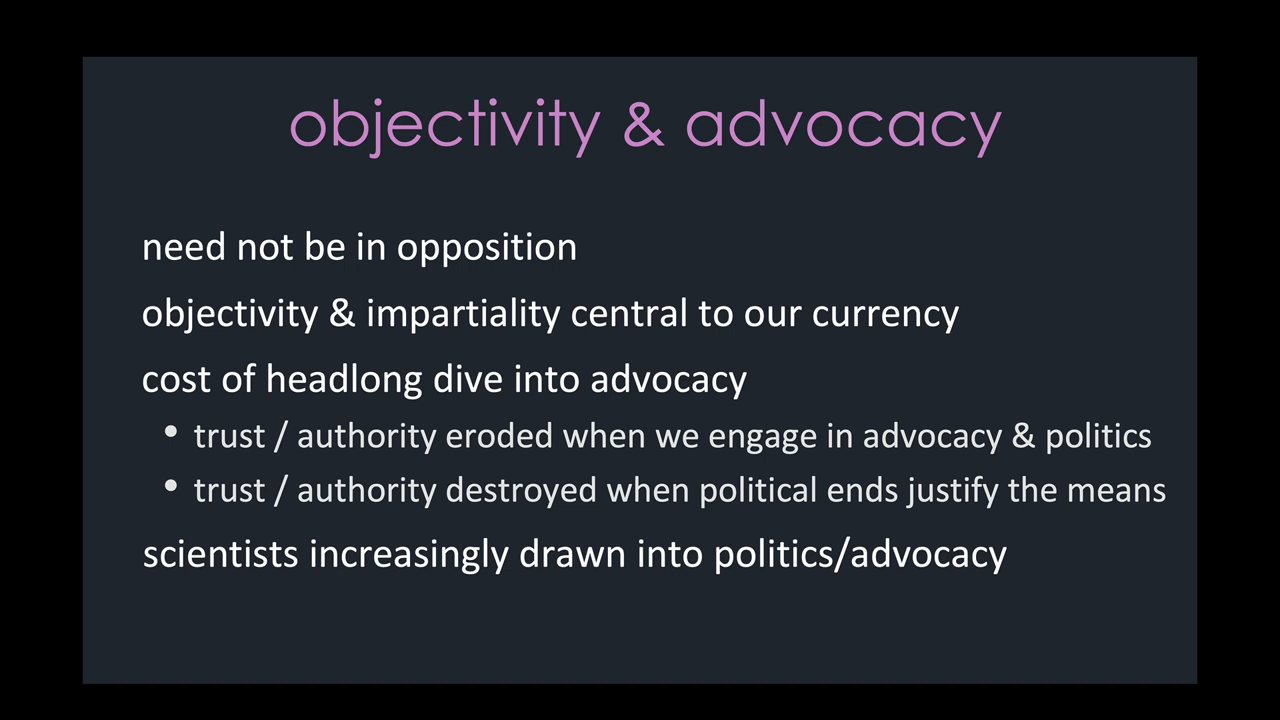 objectivity & advocacy
need not be in opposition
objectivity & impartiality central to our currency
cost of headlong dive into advocacy
• trust / authority eroded when we engage in advocacy & politics
• trust / authority destroyed when political ends justify the means
scientists increasingly drawn into politics/advocacy